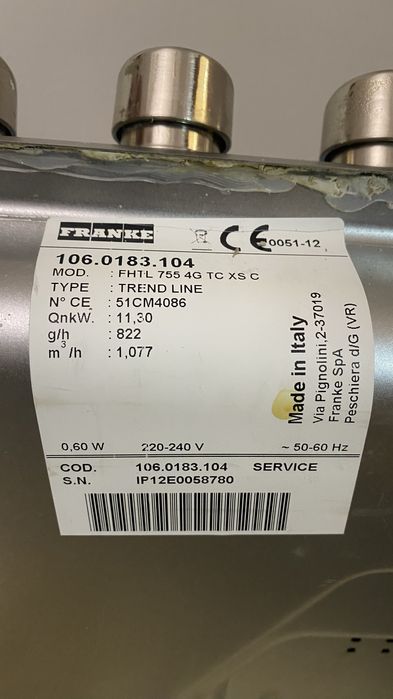 FRANKE
CE 0051-12
106.0183.104
MOD. : FHTL 755 4G TC XS C
TYPE : TREND LINE
N° CE : 51CM4086
QnkW. : 11,30
g/h : 822
m³/h : 1,077
Made in Italy
Via Pignolini,2-37019
Franke SpA
Peschiera d/G (VR)
0,60 W 220-240 V ~ 50-60 Hz
COD. 106.0183.104 SERVICE
S.N. IP12E0058780